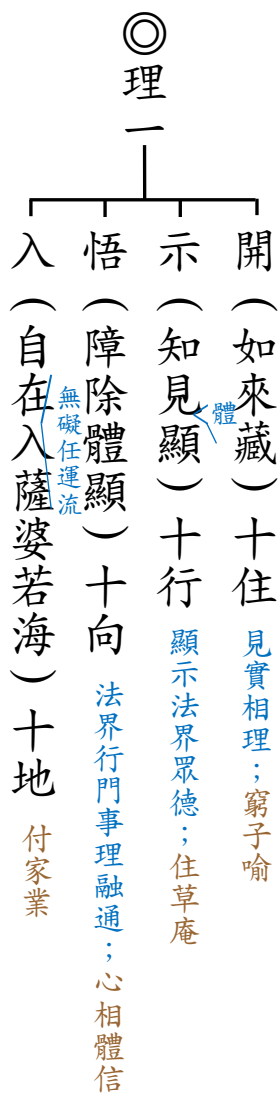 ◎理一
開（如來藏）十住 見實相理；窮子喻
示（知見顯）十行 顯示法界眾德；住草庵
體
悟（障除體顯）十向 法界行門事理融通；心相體信
入（自在入薩婆若海）十地 付家業
無礙任運流